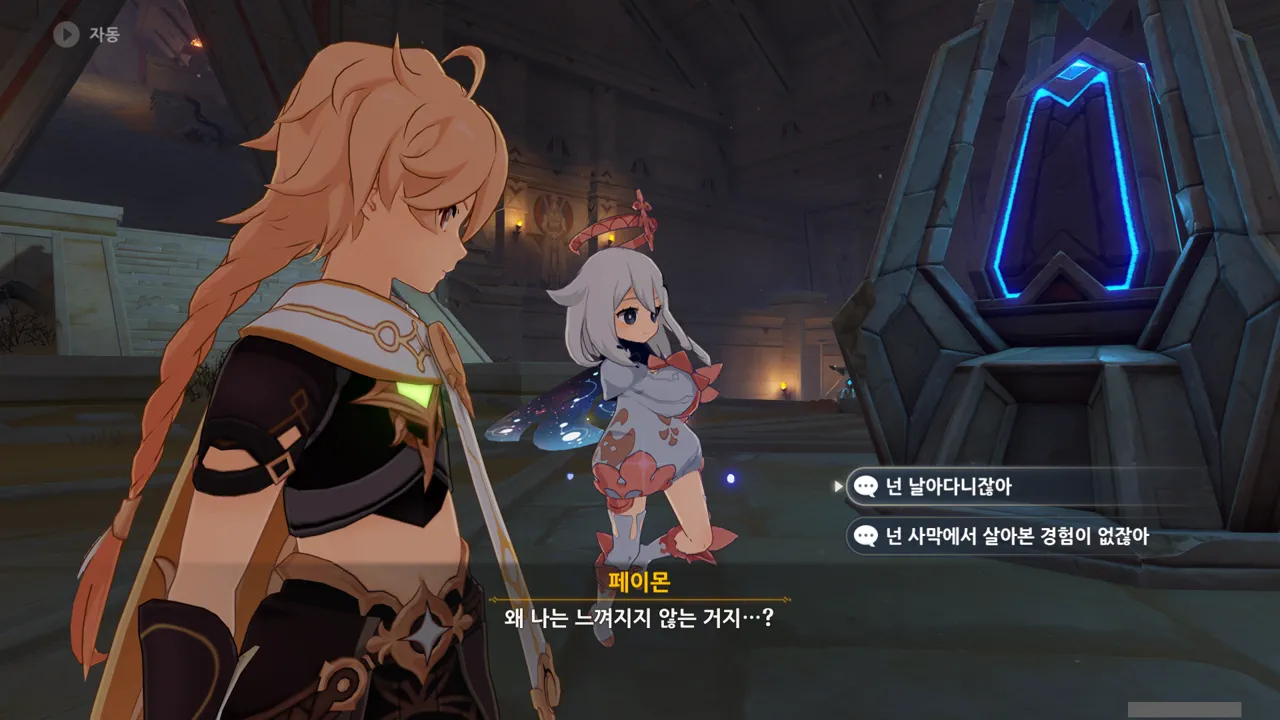 자동
넌 날아다니잖아
넌 사막에서 살아본 경험이 없잖아
페이몬
왜 나는 느껴지지 않는 거지…?